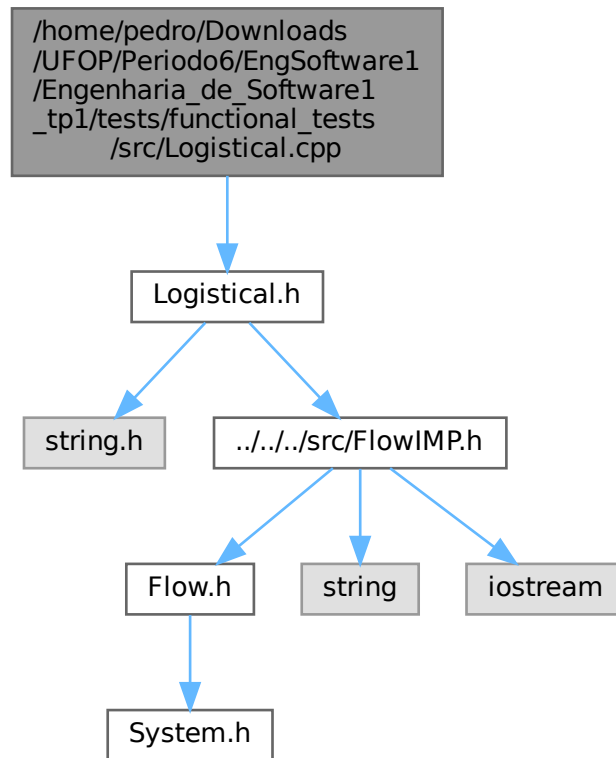 /home/pedro/Downloads
/UFOP/Periodo6/EngSoftware1
/Engenharia_de_Software1
_tp1/tests/functional_tests
/src/Logistical.cpp
Logistical.h
string.h
../../../src/FlowIMP.h
Flow.h
string
iostream
System.h